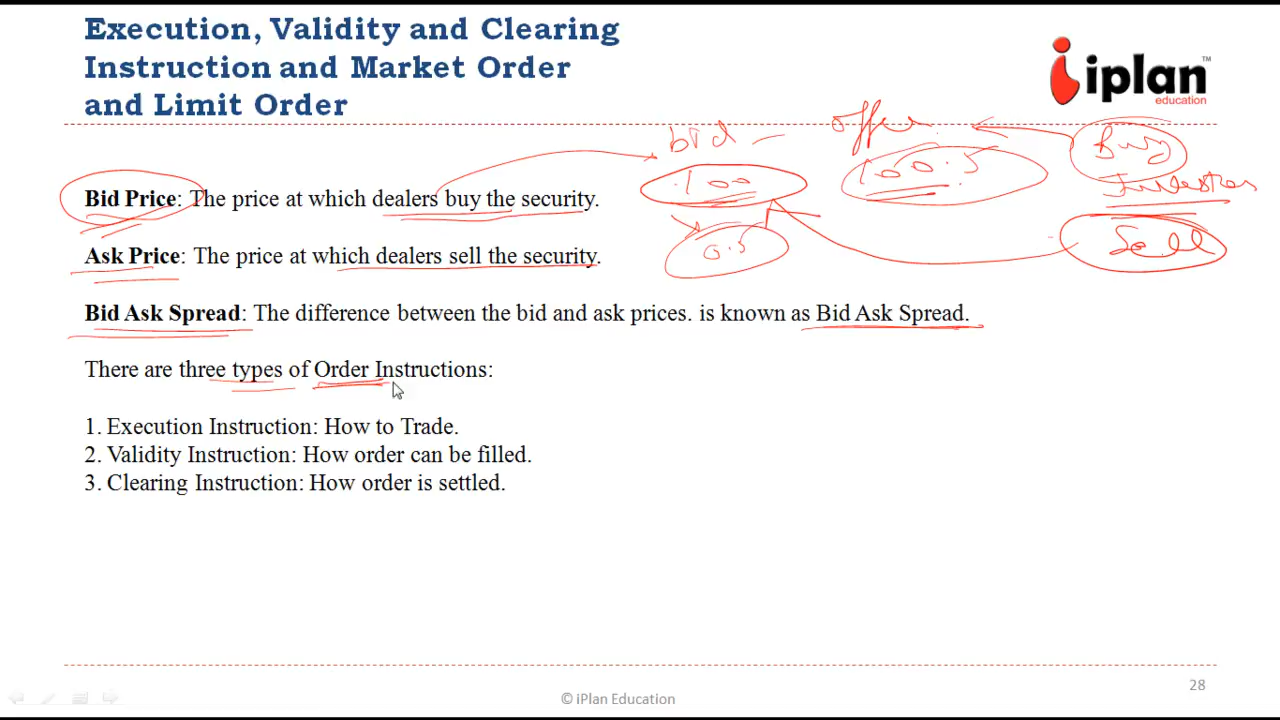 Execution, Validity and Clearing
Instruction and Market Order
and Limit Order
iplan™
education
bid - offer
100 100.5
0.5
Buy
Investor
Sell
Bid Price: The price at which dealers buy the security.
Ask Price: The price at which dealers sell the security.
Bid Ask Spread: The difference between the bid and ask prices. is known as Bid Ask Spread.
There are three types of Order Instructions:
1. Execution Instruction: How to Trade.
2. Validity Instruction: How order can be filled.
3. Clearing Instruction: How order is settled.
© iPlan Education
28